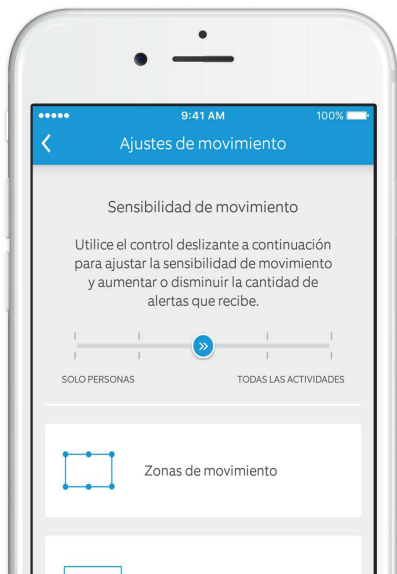 9:41 AM
100%
Ajustes de movimiento
Sensibilidad de movimiento
Utilice el control deslizante a continuación
para ajustar la sensibilidad de movimiento
y aumentar o disminuir la cantidad de
alertas que recibe.
SOLO PERSONAS
TODAS LAS ACTIVIDADES
Zonas de movimiento